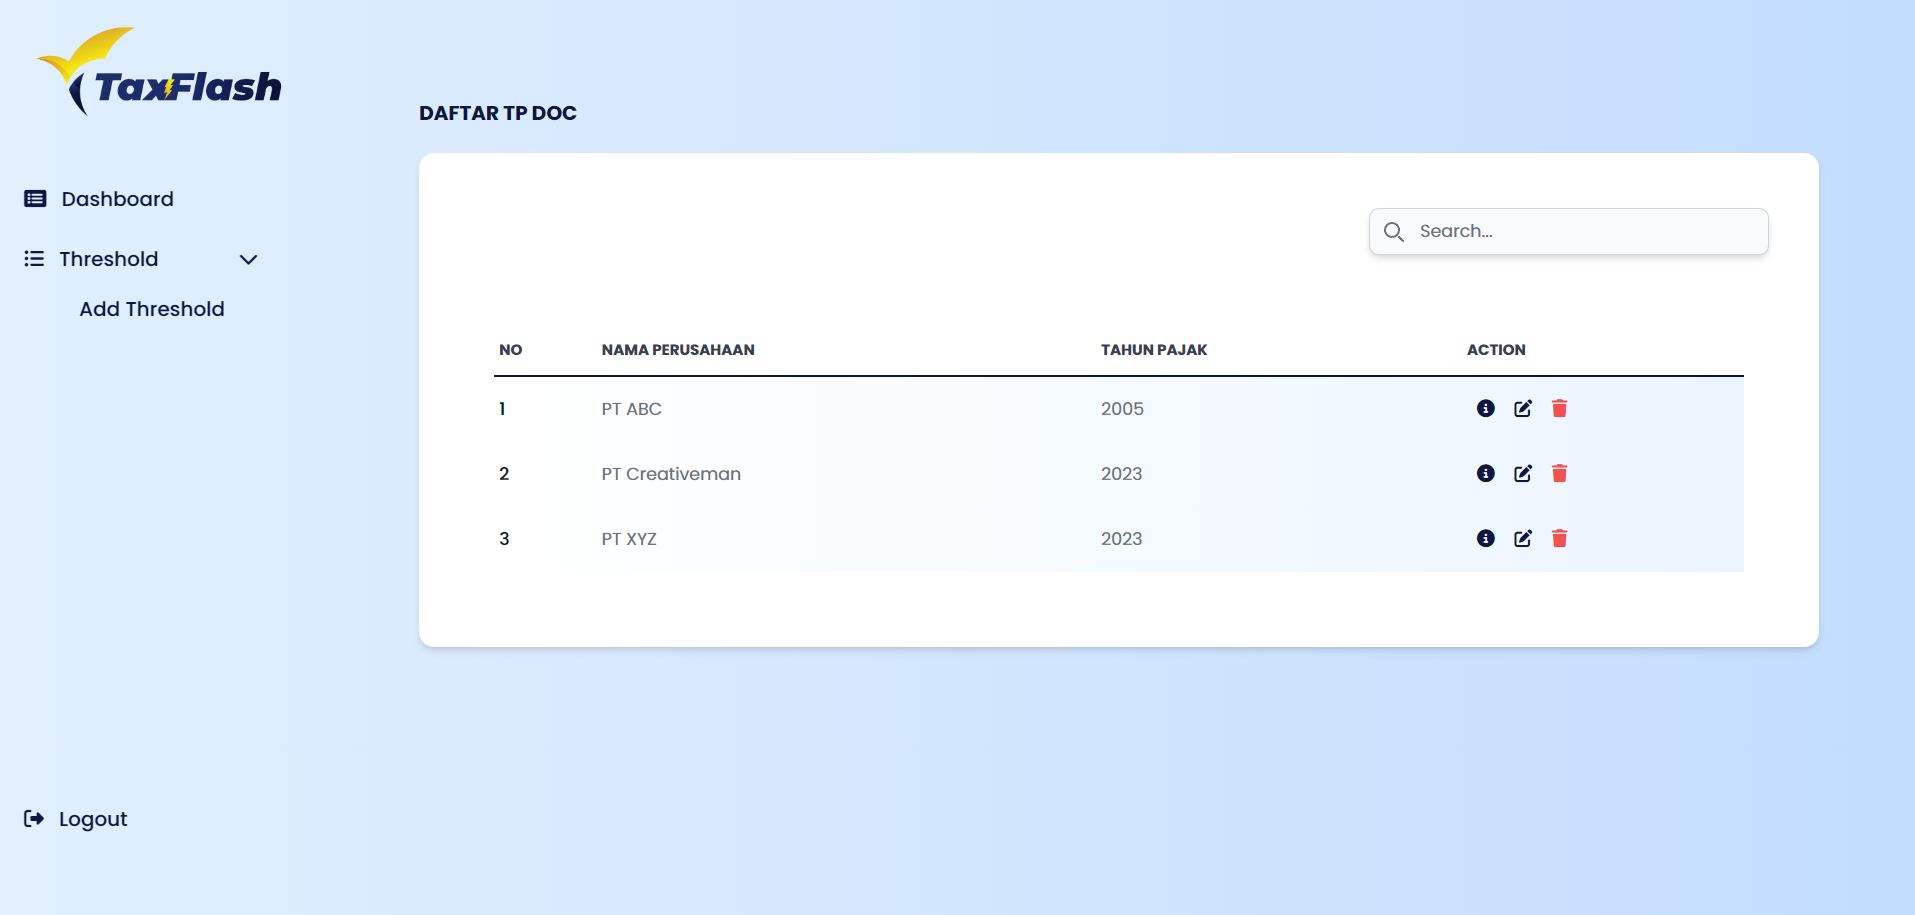 TaxFlash
DAFTAR TP DOC
Dashboard
Threshold
Add Threshold
Logout
Search...
NO NAMA PERUSAHAAN TAHUN PAJAK ACTION
1 PT ABC 2005
2 PT Creativeman 2023
3 PT XYZ 2023